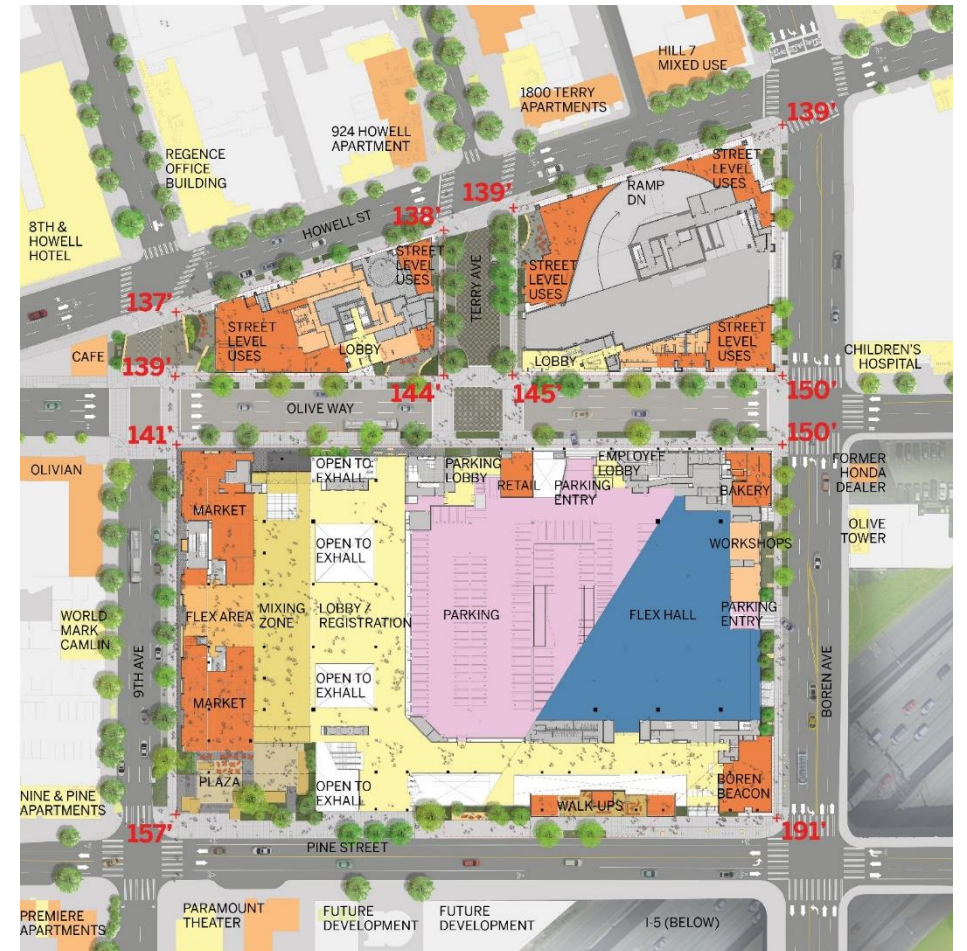 HILL 7
MIXED USE
1800 TERRY
APARTMENTS
139'
924 HOWELL
APARTMENT
REGENCE
OFFICE
BUILDING
STREET
LEVEL
USES
RAMP
DN
139'
HOWELL ST
138'
8TH &
HOWELL
HOTEL
STREET
LEVEL
USES
TERRY AVE
STREET
LEVEL
USES
137'
STREET
LEVEL
USES
LOBBY
STREET
LEVEL
USES
CAFE
LOBBY
CHILDREN'S
HOSPITAL
139'
144'
145'
150'
OLIVE WAY
141'
150'
OLIVIAN
OPEN TO
EXHALL
PARKING
LOBBY
EMPLOYEE
LOBBY
FORMER
HONDA
DEALER
RETAIL
PARKING
ENTRY
BAKERY
MARKET
OLIVE
TOWER
OPEN TO
EXHALL
WORKSHOPS
WORLD
MARK
CAMLIN
FLEX AREA
MIXING
ZONE
LOBBY /
REGISTRATION
PARKING
FLEX HALL
PARKING
ENTRY
9TH AVE
BOREN AVE
OPEN TO
EXHALL
MARKET
PLAZA
OPEN TO
EXHALL
BOREN
BEACON
NINE & PINE
APARTMENTS
WALK-UPS
157'
191'
PINE STREET
PREMIERE
APARTMENTS
PARAMOUNT
THEATER
FUTURE
DEVELOPMENT
FUTURE
DEVELOPMENT
I-5 (BELOW)